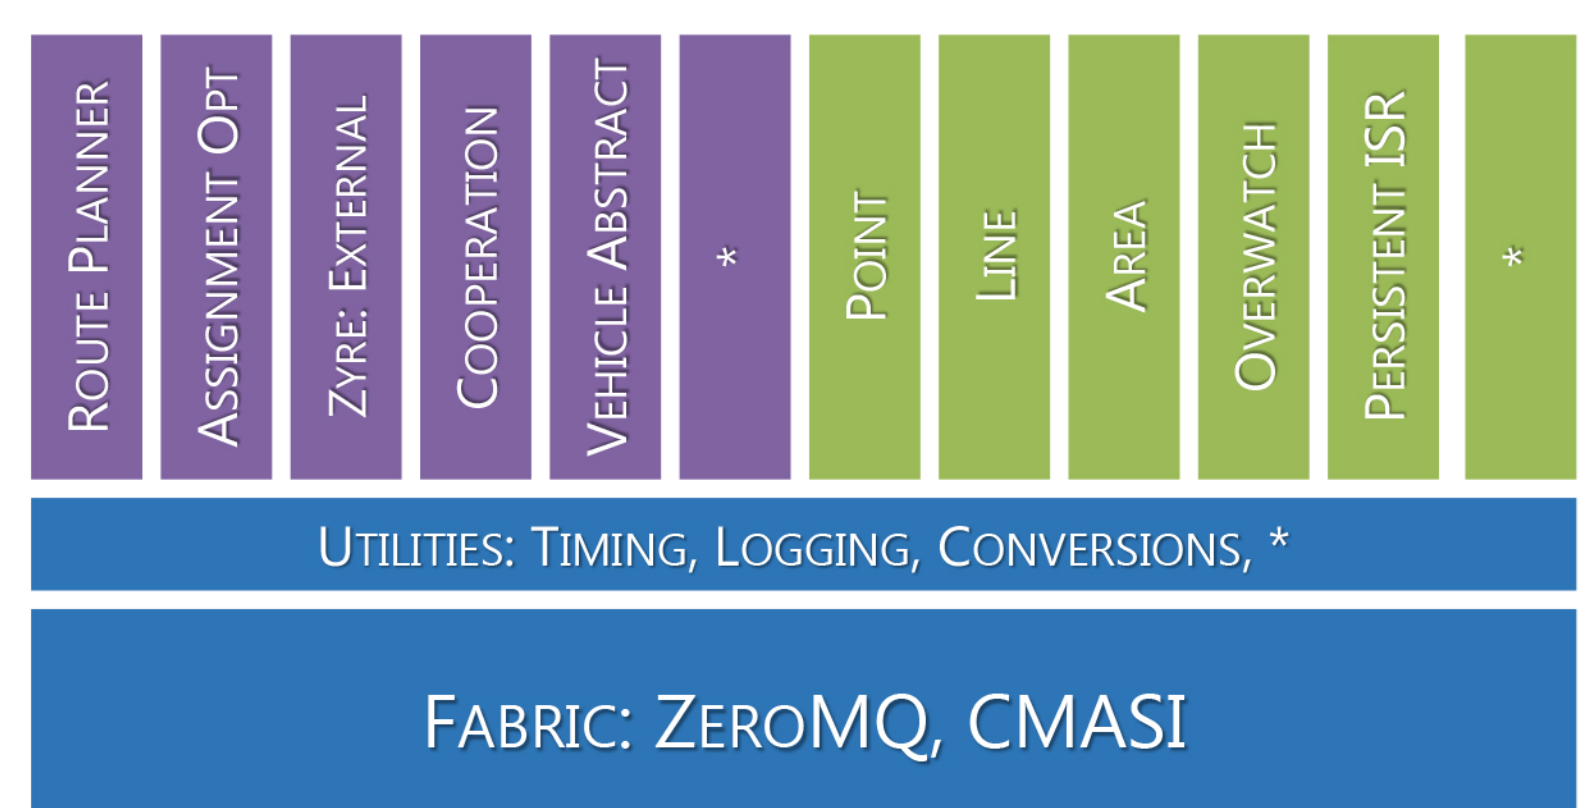 Route Planner
Assignment Opt
Zyre: External
Cooperation
Vehicle Abstract
*
Point
Line
Area
Overwatch
Persistent ISR
*
Utilities: Timing, Logging, Conversions, *
Fabric: ZeroMQ, CMASI